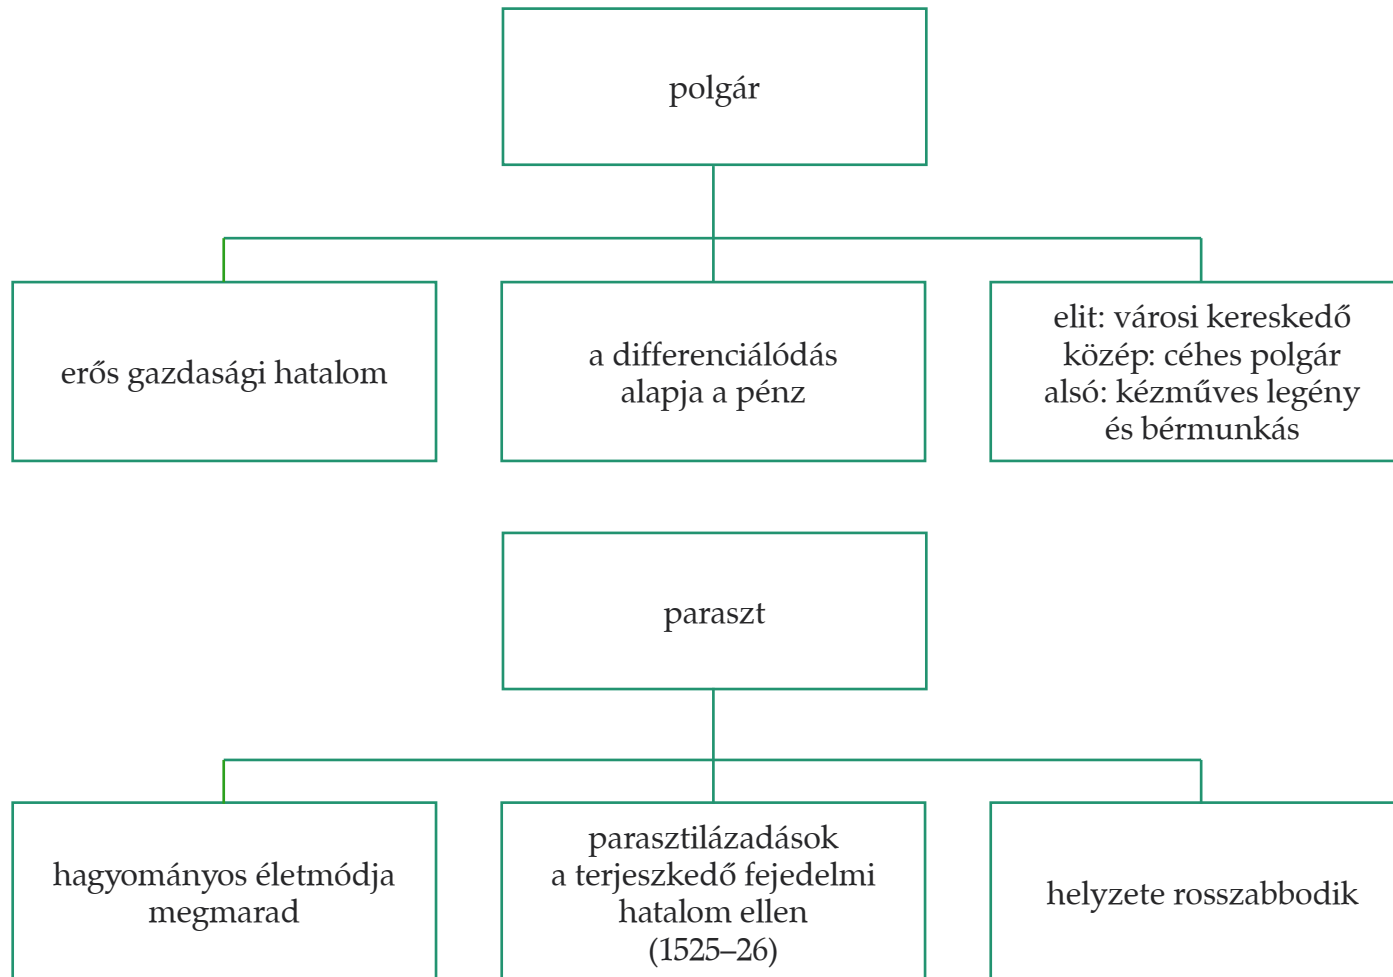 polgár
erős gazdasági hatalom
a differenciálódás
alapja a pénz
elit: városi kereskedő
közép: céhes polgár
alsó: kézműves legény
és bérmunkás
paraszt
hagyományos életmódja
megmarad
parasztilázadások
a terjeszkedő fejedelmi
hatalom ellen
(1525–26)
helyzete rosszabbodik